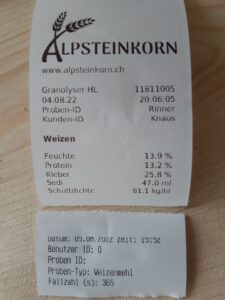 ALPSTEINKORN
www.alpsteinkorn.ch
Granolyser HL 11811005
04.08.22 20:06:05
Proben-ID Rinner
Kunden-ID Knaus
Weizen
Feuchte 13.9 %
Protein 13.2 %
Kleber 25.8 %
Sedi 47.0 ml
Schüttdichte 81.1 kg/hl
Datum: 05.08.2022 Zeit: 15:52
Benutzer ID: 0
Proben ID:
Proben-Typ: Weizenmehl
Fallzahl (s): 365